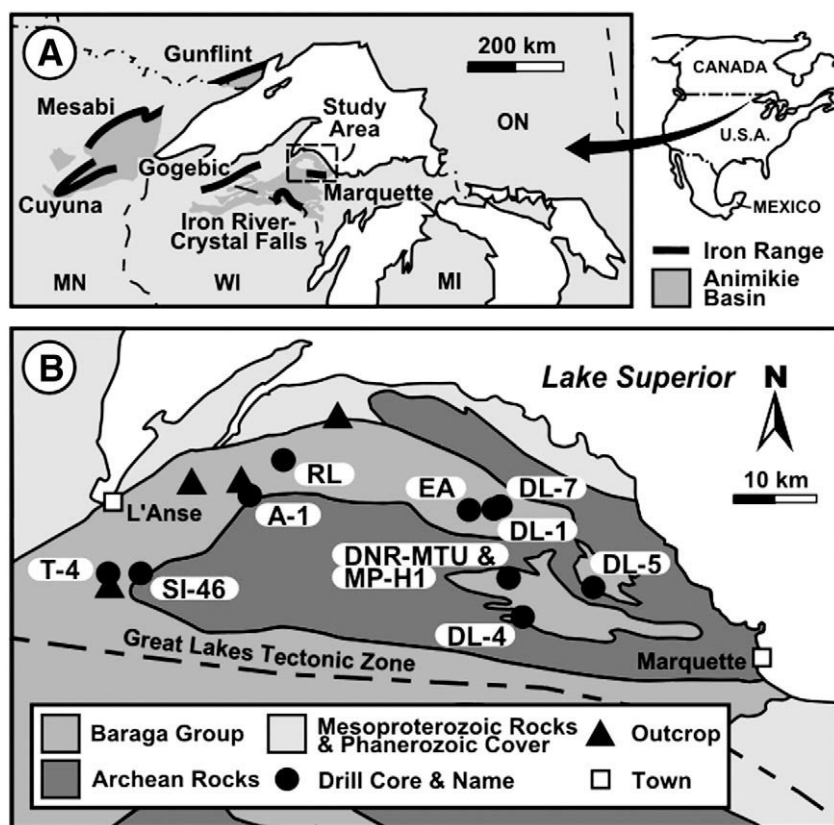 A
Gunflint
200 km
Mesabi
Study
Area
ON
Gogebic
Marquette
Cuyuna
Iron River-
Crystal Falls
MN
WI
MI
CANADA
U.S.A.
MEXICO
Iron Range
Animikie
Basin
B
Lake Superior
N
10 km
RL
EA
DL-7
L'Anse
A-1
DL-1
DNR-MTU &
MP-H1
DL-5
T-4
SI-46
DL-4
Great Lakes Tectonic Zone
Marquette
Baraga Group
Mesoproterozoic Rocks
& Phanerozoic Cover
Outcrop
Archean Rocks
Drill Core & Name
Town